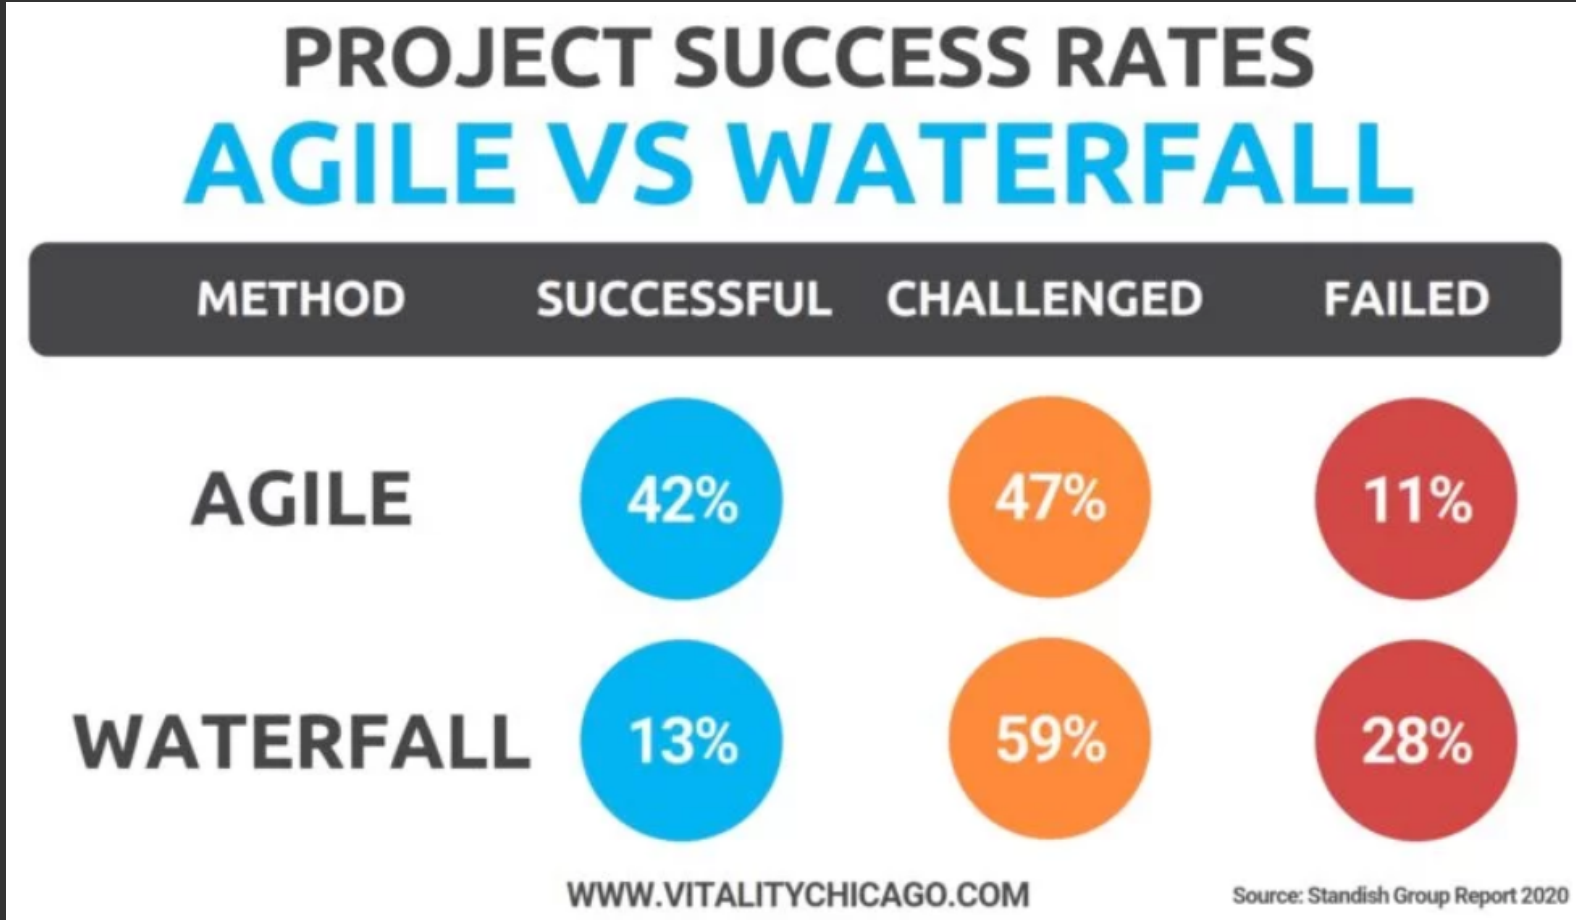 PROJECT SUCCESS RATES
AGILE VS WATERFALL
METHOD SUCCESSFUL CHALLENGED FAILED
AGILE 42% 47% 11%
WATERFALL 13% 59% 28%
WWW.VITALITYCHICAGO.COM
Source: Standish Group Report 2020